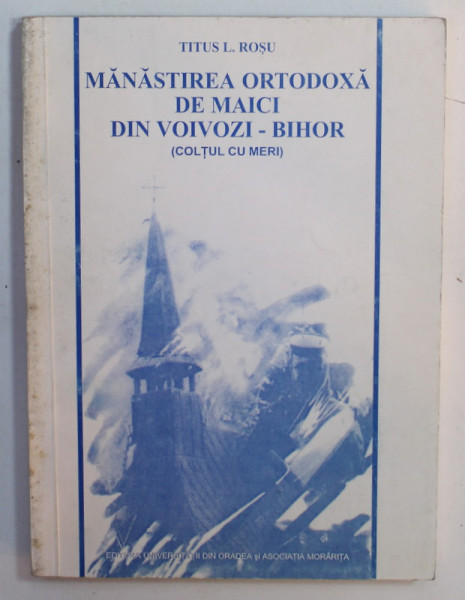 TITUS L. ROȘU
MĂNĂSTIREA ORTODOXĂ
DE MAICI
DIN VOIVOZI - BIHOR
(COLȚUL CU MERI)
EDITURA UNIVERSITĂȚII DIN ORADEA și ASOCIAȚIA MORĂRIȚA